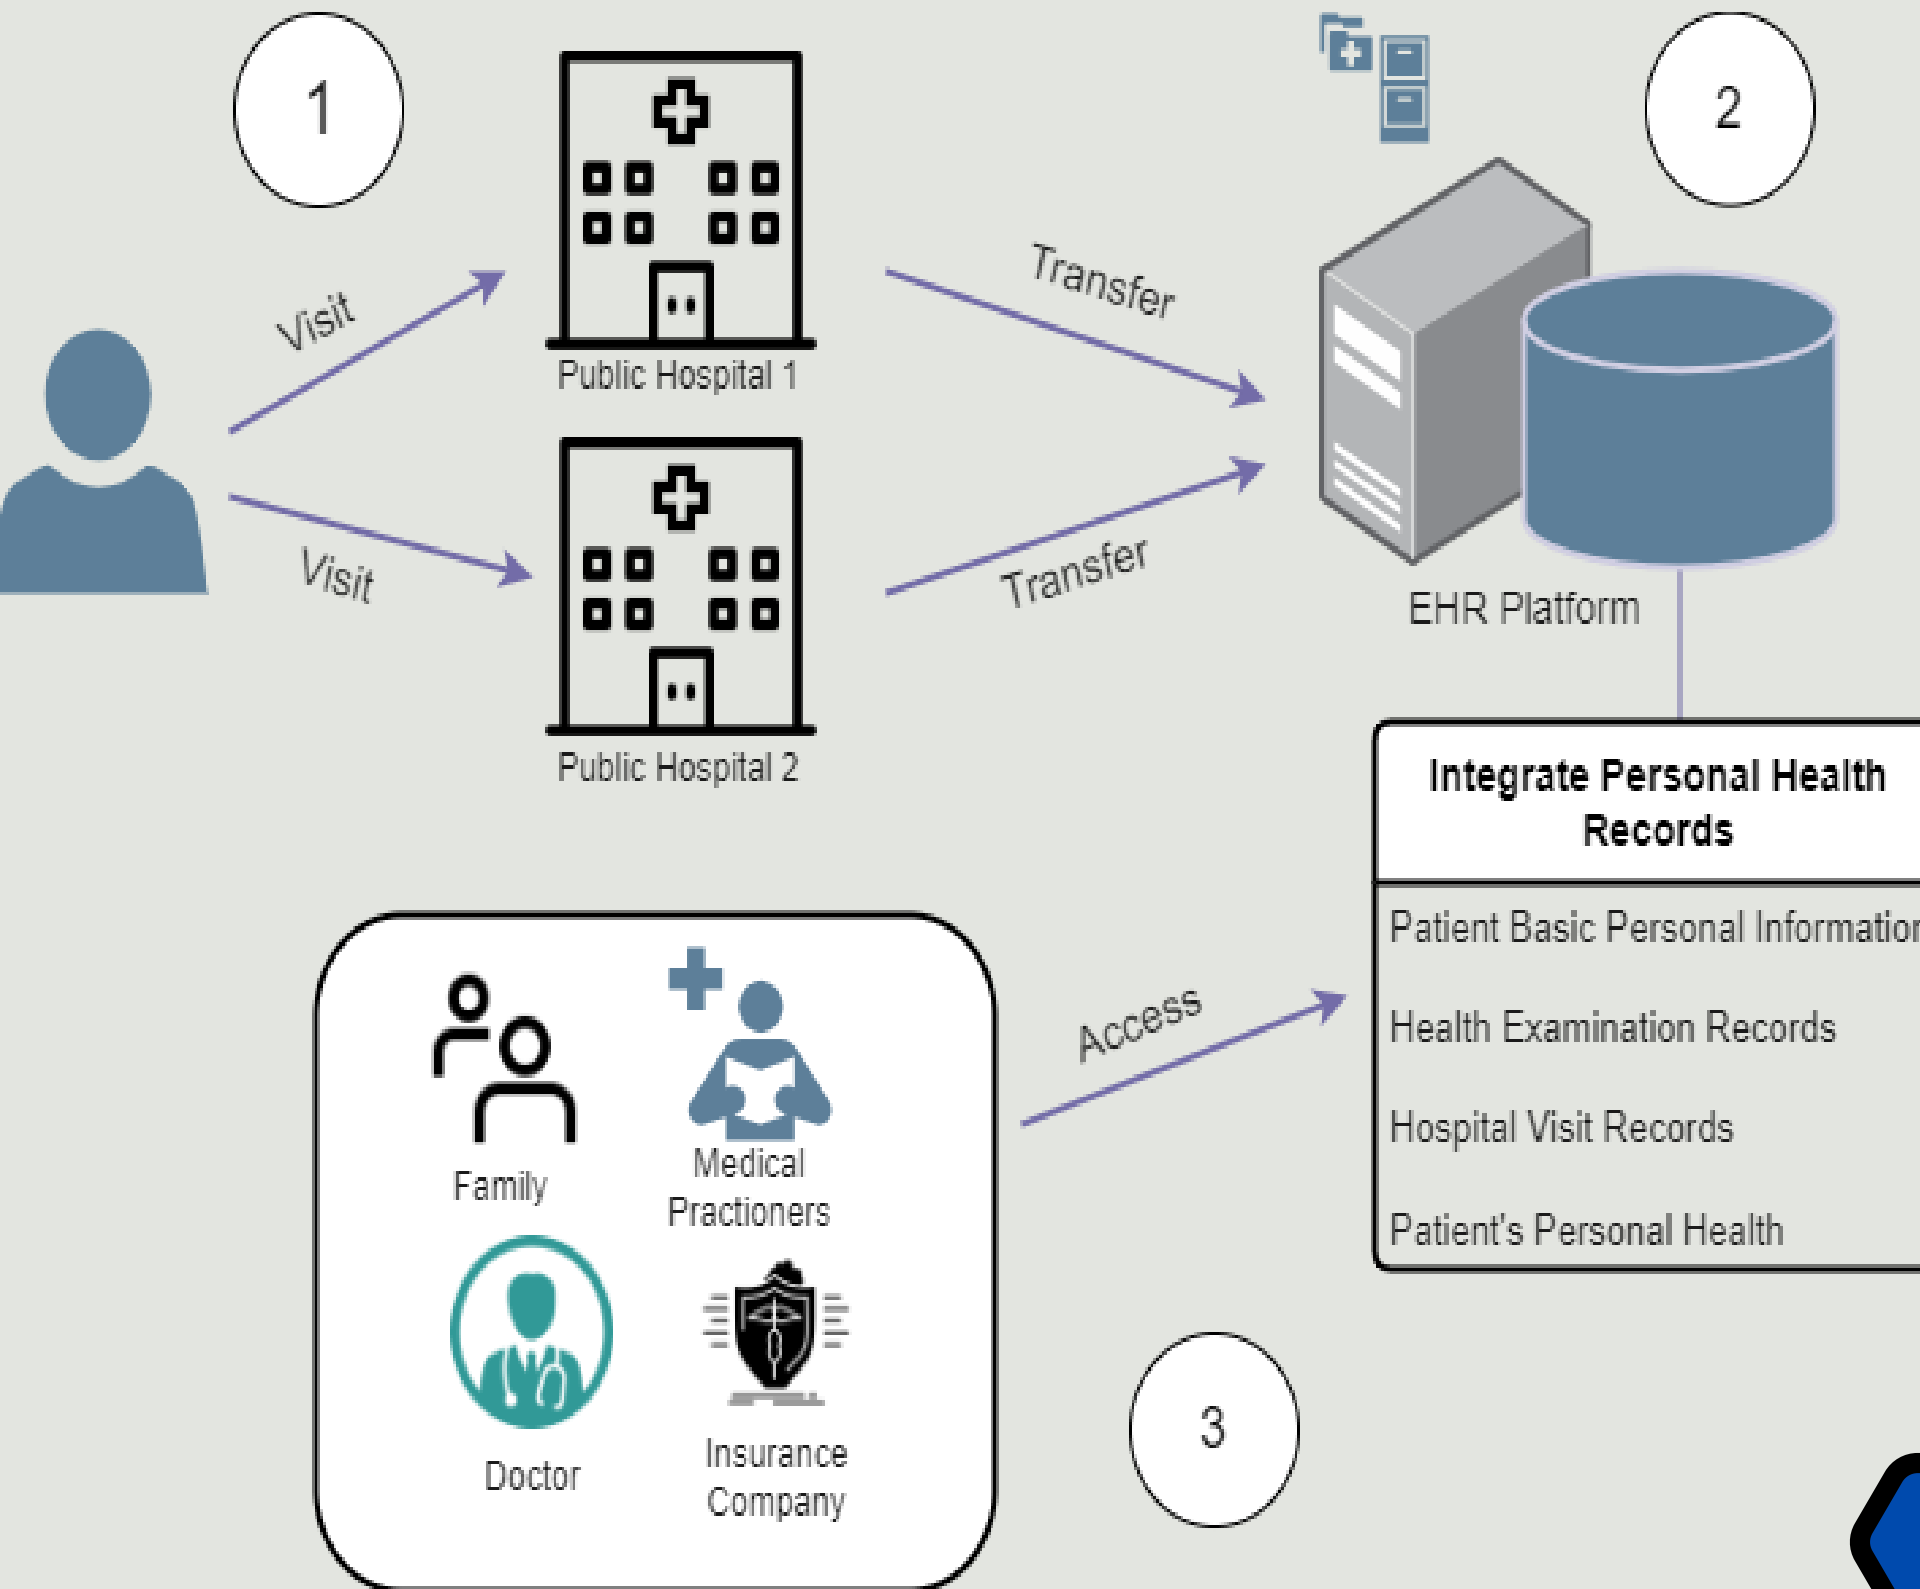 1
2
Visit
Transfer
Public Hospital 1
Visit
Transfer
EHR Platform
Public Hospital 2
Integrate Personal Health
Records
Patient Basic Personal Information
Health Examination Records
Hospital Visit Records
Patient's Personal Health
Access
Family
Medical
Practioners
Doctor
Insurance
Company
3